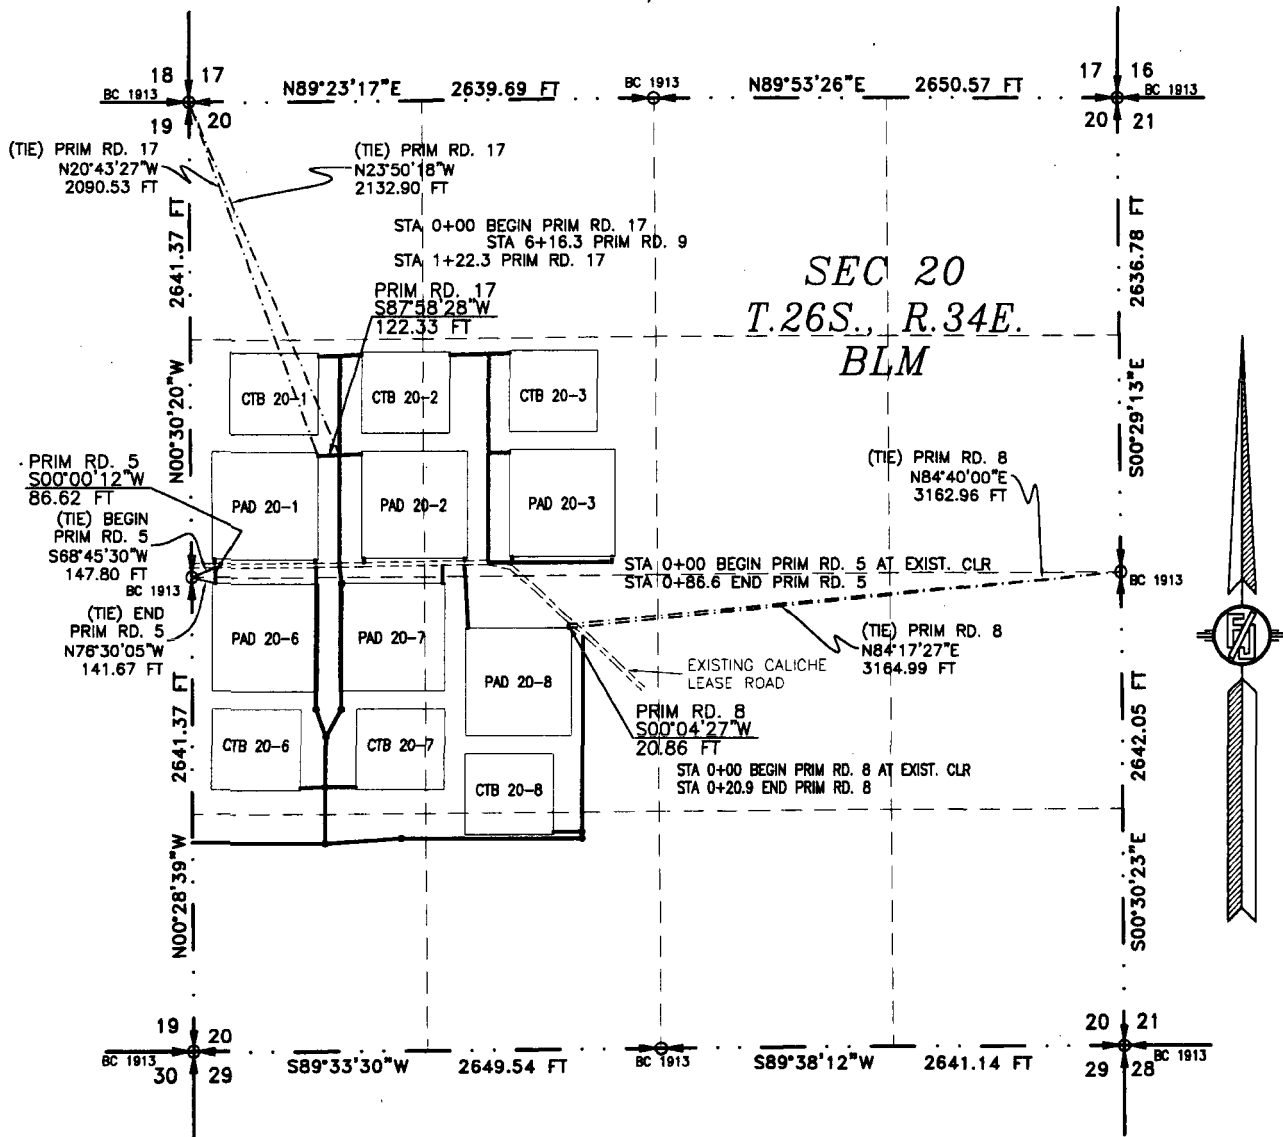 18 17
N89°23'17"E 2639.69 FT
BC 1913
N89°53'26"E 2650.57 FT
17 16
BC 1913
BC 1913
19 20
20 21
(TIE) PRIM RD. 17
N20°43'27"W
2090.53 FT
(TIE) PRIM RD. 17
N23°50'18"W
2132.90 FT
STA 0+00 BEGIN PRIM RD. 17
STA 6+16.3 PRIM RD. 9
STA 1+22.3 PRIM RD. 17
PRIM RD. 17
S87°58'28"W
122.33 FT
SEC 20
T.26S., R.34E.
BLM
2641.37 FT
N00°30'20"W
2636.78 FT
S00°29'13"E
CTB 20-1
CTB 20-2
CTB 20-3
PRIM RD. 5
S00°00'12"W
86.62 FT
(TIE) BEGIN
PRIM RD. 5
S68°45'30"W
147.80 FT
BC 1913
(TIE) END
PRIM RD. 5
N76°30'05"W
141.67 FT
PAD 20-1
PAD 20-2
PAD 20-3
(TIE) PRIM RD. 8
N84°40'00"E
3162.96 FT
STA 0+00 BEGIN PRIM RD. 5 AT EXIST. CLR
STA 0+86.6 END PRIM RD. 5
BC 1913
PAD 20-6
PAD 20-7
PAD 20-8
(TIE) PRIM RD. 8
N84°17'27"E
3164.99 FT
EXISTING CALICHE
LEASE ROAD
PRIM RD. 8
S00°04'27"W
20.86 FT
STA 0+00 BEGIN PRIM RD. 8 AT EXIST. CLR
STA 0+20.9 END PRIM RD. 8
CTB 20-6
CTB 20-7
CTB 20-8
2641.37 FT
N00°28'39"W
2642.05 FT
S00°30'23"E
19 20
20 21
BC 1913
S89°33'30"W 2649.54 FT
BC 1913
S89°38'12"W 2641.14 FT
BC 1913
30 29
29 28